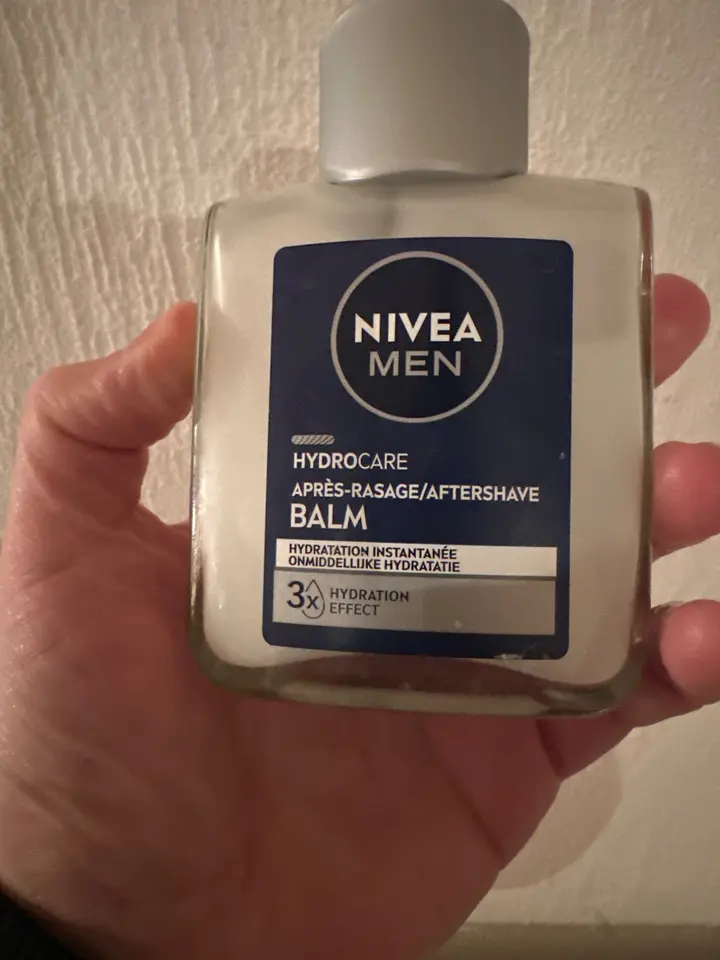 NIVEA
MEN
HYDROCARE
APRÈS-RASAGE/AFTERSHAVE
BALM
HYDRATATION INSTANTANÉE
ONMIDDELLIJKE HYDRATATIE
3x HYDRATION
EFFECT